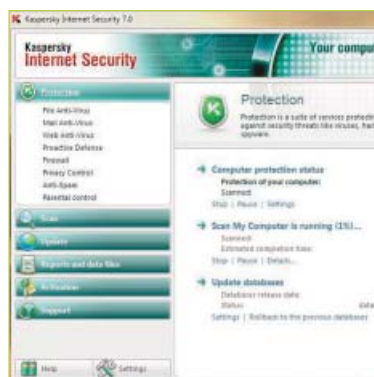 Kaspersky Internet Security 7.0
Kaspersky
Internet Security
Your compu
Protection
File Anti-Virus
Mail Anti-Virus
Web Anti-Virus
Proactive Defense
Firewall
Privacy Control
Anti-Spam
Parental control
Scan
Update
Reports and data files
Activation
Support
Help
Settings
Protection
Protection is a suite of services protecti
against security threats like viruses, hac
spyware.
Computer protection status
Protection of your computer:
Scanned:
Stop | Pause | Settings
Scan My Computer is running (1%)...
Scanned:
Estimated completion time:
Stop | Pause | Details...
Update databases
Databases release date:
Status:
data
Settings | Rollback to the previous databases